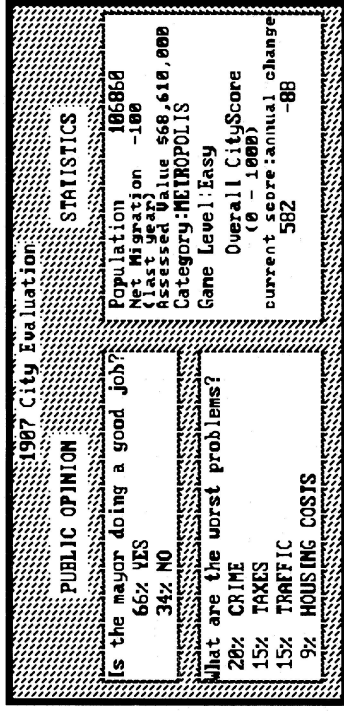 1907 City Evaluation
PUBLIC OPINION
Is the mayor doing a good job?
66% YES
34% NO
What are the worst problems?
20% CRIME
15% TAXES
15% TRAFFIC
9% HOUSING COSTS
STATISTICS
Population 106860
Net Migration -100
(last year)
Assessed Value $68,610,000
Category:METROPOLIS
Game Level:Easy
Overall CityScore
(0 - 1000)
current score:annual change
582 -88